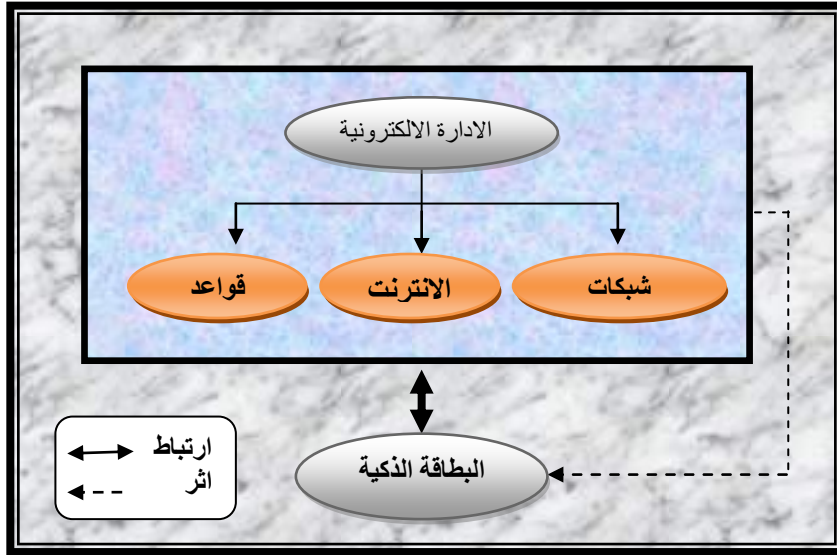 الادارة الالكترونية
شبكات
الانترنت
قواعد
البطاقة الذكية
ارتباط
اثر